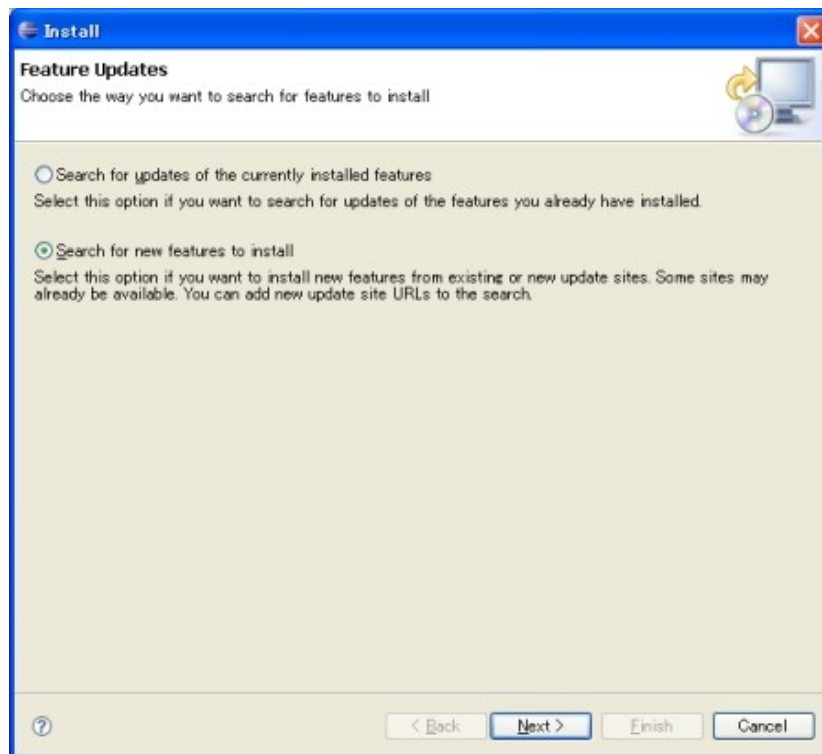 Install
Feature Updates
Choose the way you want to search for features to install
Search for updates of the currently installed features
Select this option if you want to search for updates of the features you already have installed.
Search for new features to install
Select this option if you want to install new features from existing or new update sites. Some sites may
already be available. You can add new update site URLs to the search.
?
< Back
Next >
Finish
Cancel